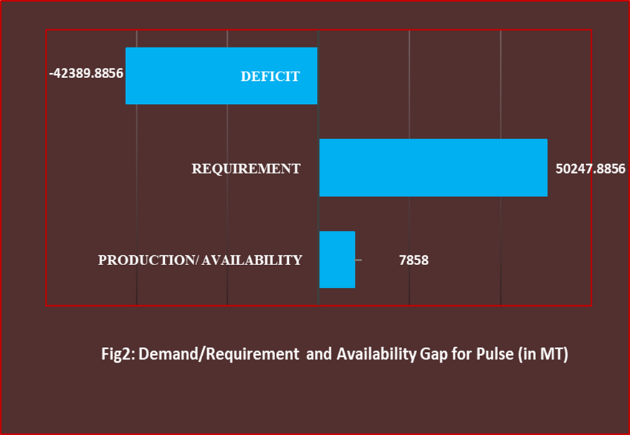 -42389.8856 DEFICIT
REQUIREMENT 50247.8856
PRODUCTION/ AVAILABILITY 7858
Fig2: Demand/Requirement and Availability Gap for Pulse (in MT)